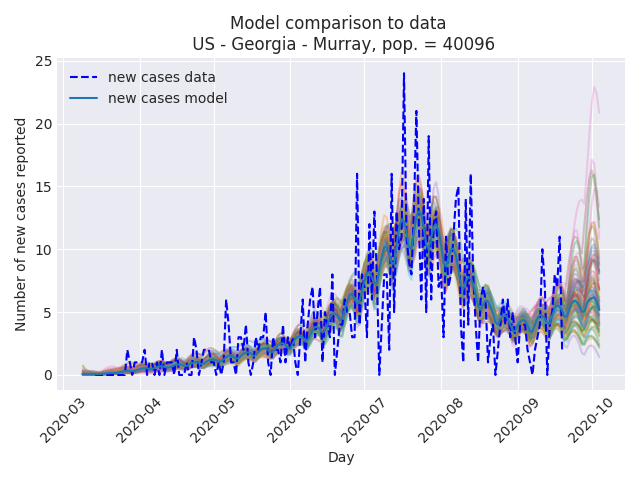 Model comparison to data
US - Georgia - Murray, pop. = 40096
new cases data
new cases model
Number of new cases reported
25
20
15
10
5
0
2020-03
2020-04
2020-05
2020-06
2020-07
2020-08
2020-09
2020-10
Day